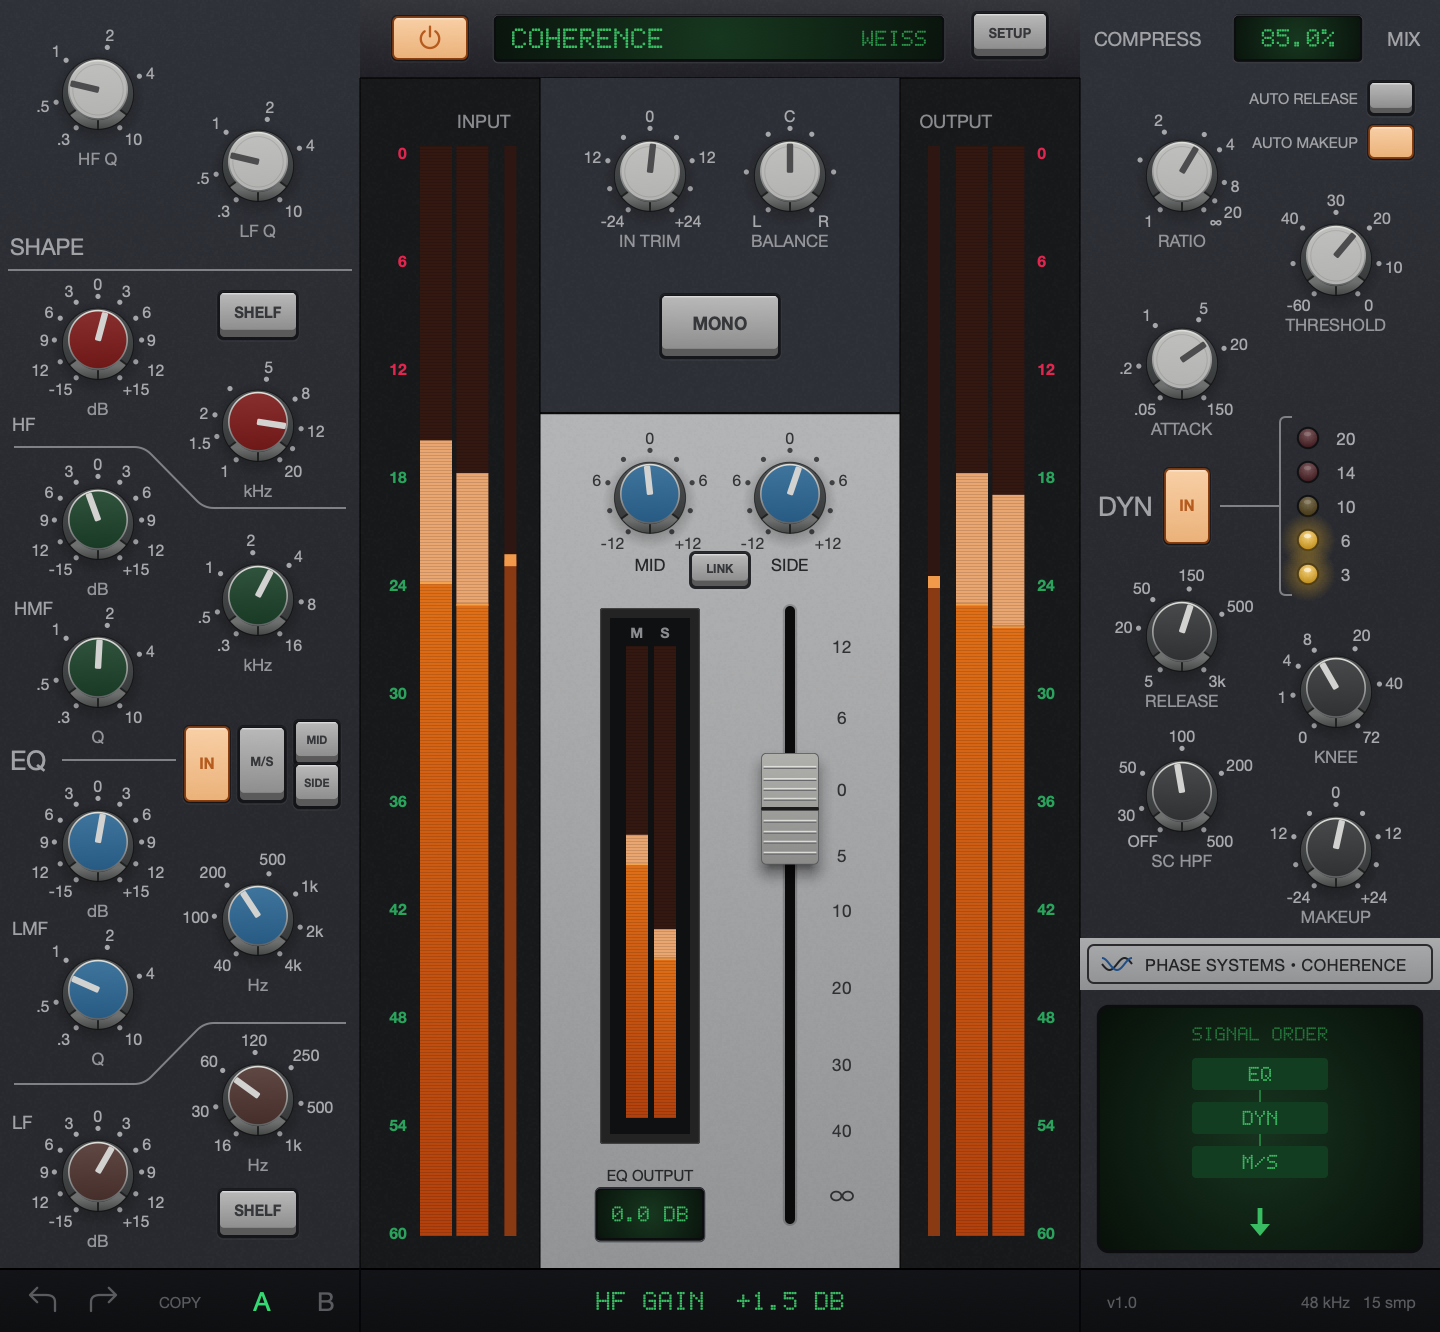 COHERENCE WEISS
SETUP
COMPRESS 85.0% MIX
AUTO RELEASE
AUTO MAKEUP
.3 .5 1 2 4 10
HF Q
.3 .5 1 2 4 10
LF Q
SHAPE
-15 12 9 6 3 0 3 6 9 12 +15
dB
HF
SHELF
1 1.5 2 5 8 12 20
kHz
-15 12 9 6 3 0 3 6 9 12 +15
dB
HMF
.3 .5 1 2 4 8 16
kHz
.3 .5 2 4 10
Q
EQ
IN
M/S
MID
SIDE
-15 12 9 6 3 0 3 6 9 12 +15
dB
LMF
40 100 200 500 1k 2k 4k
Hz
.3 .5 1 2 4 10
Q
16 30 60 120 250 500 1k
Hz
LF
-15 12 9 6 3 0 3 6 9 12 +15
dB
SHELF
INPUT
0
6
12
18
24
30
36
42
48
54
60
-24 12 0 12 +24
IN TRIM
L C R
BALANCE
MONO
-12 6 0 6 +12
MID
-12 6 0 6 +12
SIDE
LINK
M S
12
6
0
5
10
20
30
40
∞
EQ OUTPUT
0.0 DB
OUTPUT
0
6
12
18
24
30
36
42
48
54
60
1 2 4 8 20 ∞
RATIO
-60 40 30 20 10 0
THRESHOLD
.05 .2 1 5 20 150
ATTACK
DYN
IN
20
14
10
6
3
5 20 50 150 500 3k
RELEASE
0 1 4 8 20 40 72
KNEE
OFF 30 50 100 200 500
SC HPF
-24 12 0 12 +24
MAKEUP
PHASE SYSTEMS • COHERENCE
SIGNAL ORDER
EQ
DYN
M/S
COPY A B
HF GAIN +1.5 DB
v1.0 48 kHz 15 smp